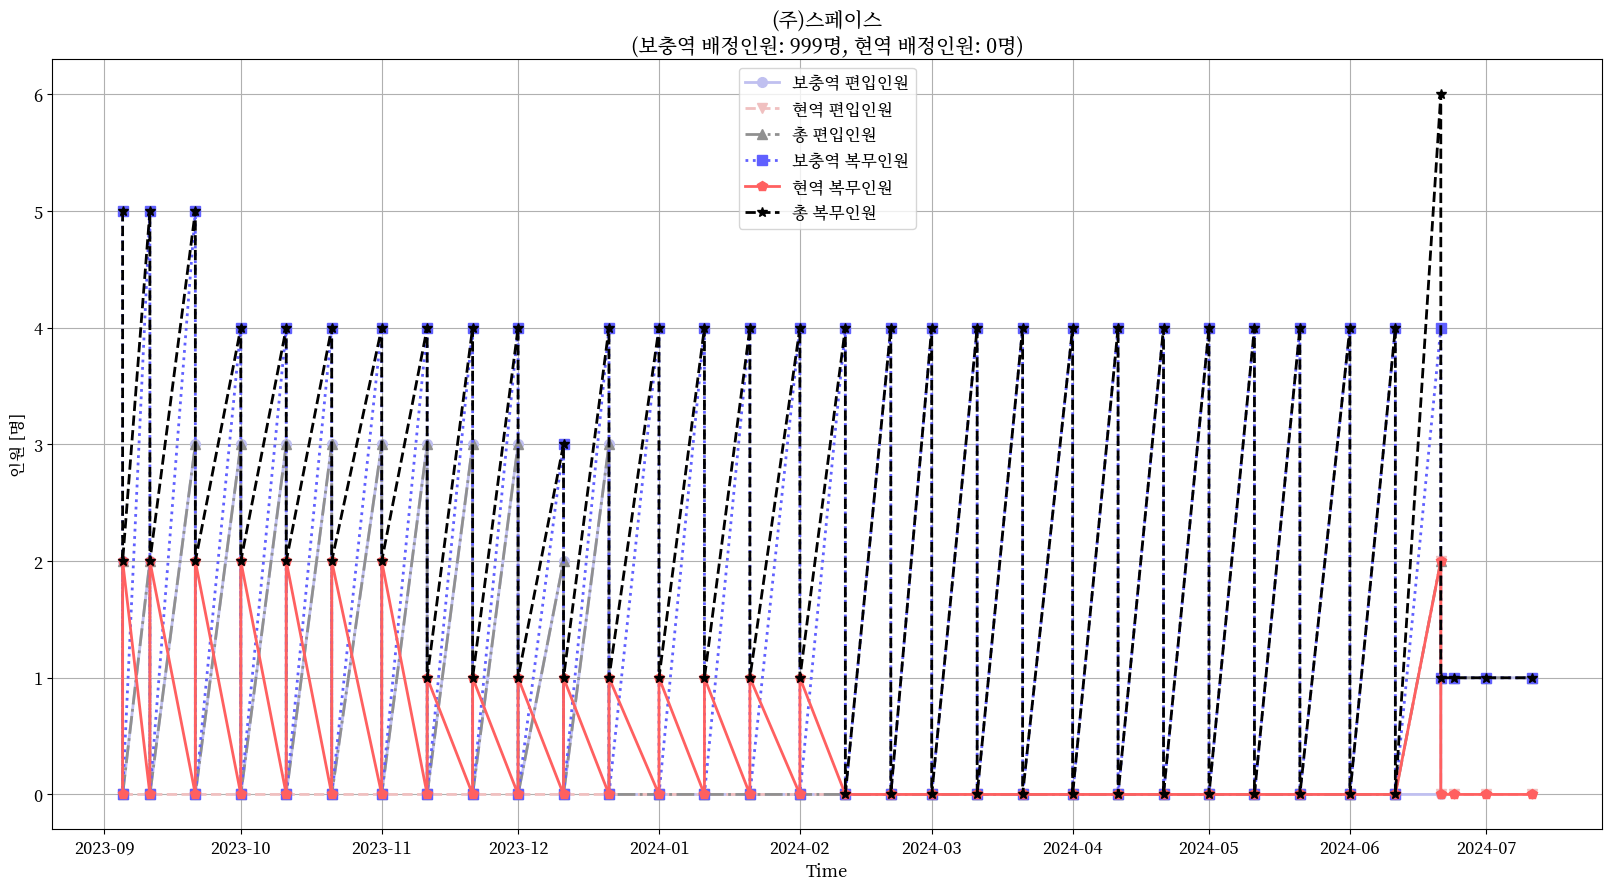 (주)스페이스
(보충역 배정인원: 999명, 현역 배정인원: 0명)
보충역 편입인원
현역 편입인원
총 편입인원
보충역 복무인원
현역 복무인원
총 복무인원
인원 [명]
6
5
4
3
2
1
0
2023-09 2023-10 2023-11 2023-12 2024-01 2024-02 2024-03 2024-04 2024-05 2024-06 2024-07
Time